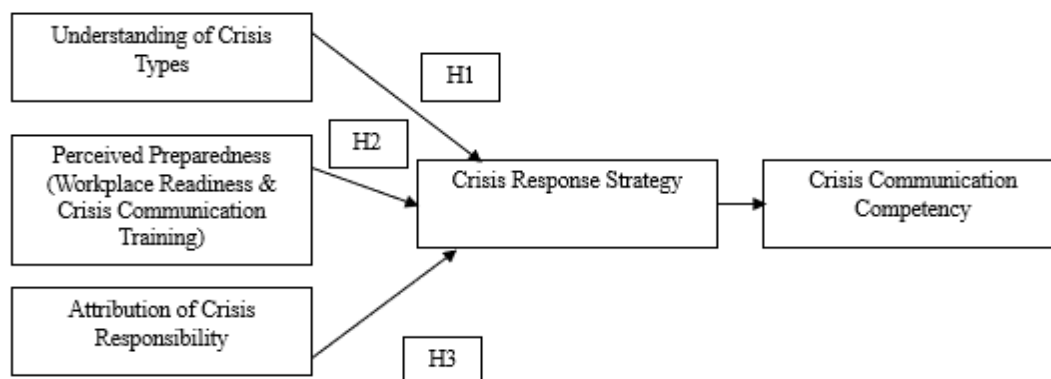 Understanding of Crisis
Types
H1
H2
Perceived Preparedness
(Workplace Readiness &
Crisis Communication
Training)
Crisis Response Strategy
Crisis Communication
Competency
Attribution of Crisis
Responsibility
H3